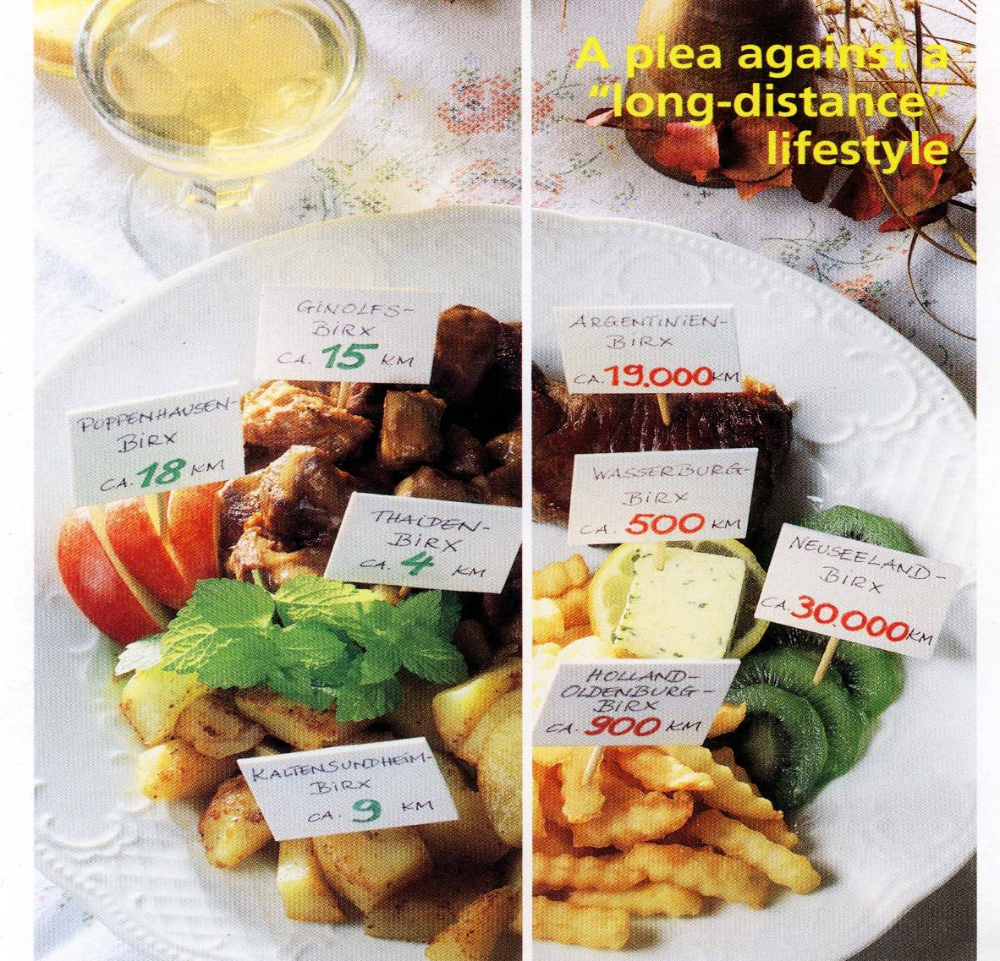 A plea against a
"long-distance"
lifestyle
GINOLFS-
BIRX
CA. 15 KM
POPPENHAUSEN-
BIRX
CA. 18 KM
THAIDEN-
BIRX
CA. 4 KM
KALTENSUNDHEIM-
BIRX
CA. 9 KM
ARGENTINIEN-
BIRX
CA. 19.000 KM
WASSERBURG-
BIRX
CA. 500 KM
NEUSEELAND-
BIRX
CA. 30.000 KM
HOLLAND-
OLDENBURG-
BIRX
CA. 900 KM